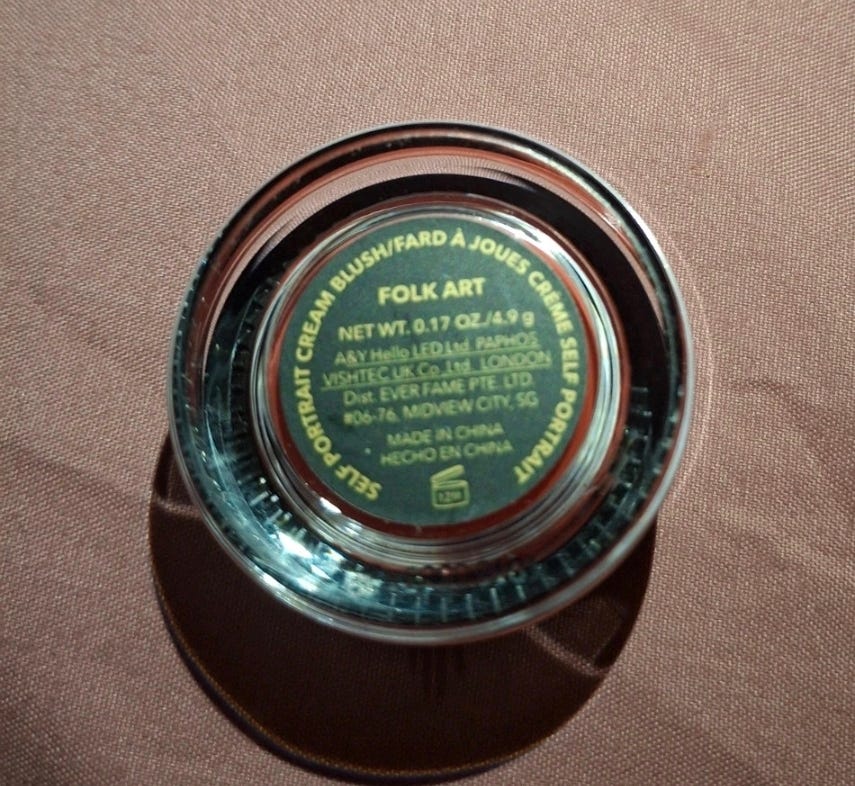 SELF PORTRAIT CREAM BLUSH/FARD À JOUES CRÈME SELF PORTRAIT
FOLK ART
NET WT. 0.17 OZ./4.9 g
A&Y Hello LED Ltd PAPHOS
VISHTEC UK Co Ltd LONDON
Dist. EVER FAME PTE. LTD.
#06-76, MIDVIEW CITY, SG
MADE IN CHINA
HECHO EN CHINA
12M